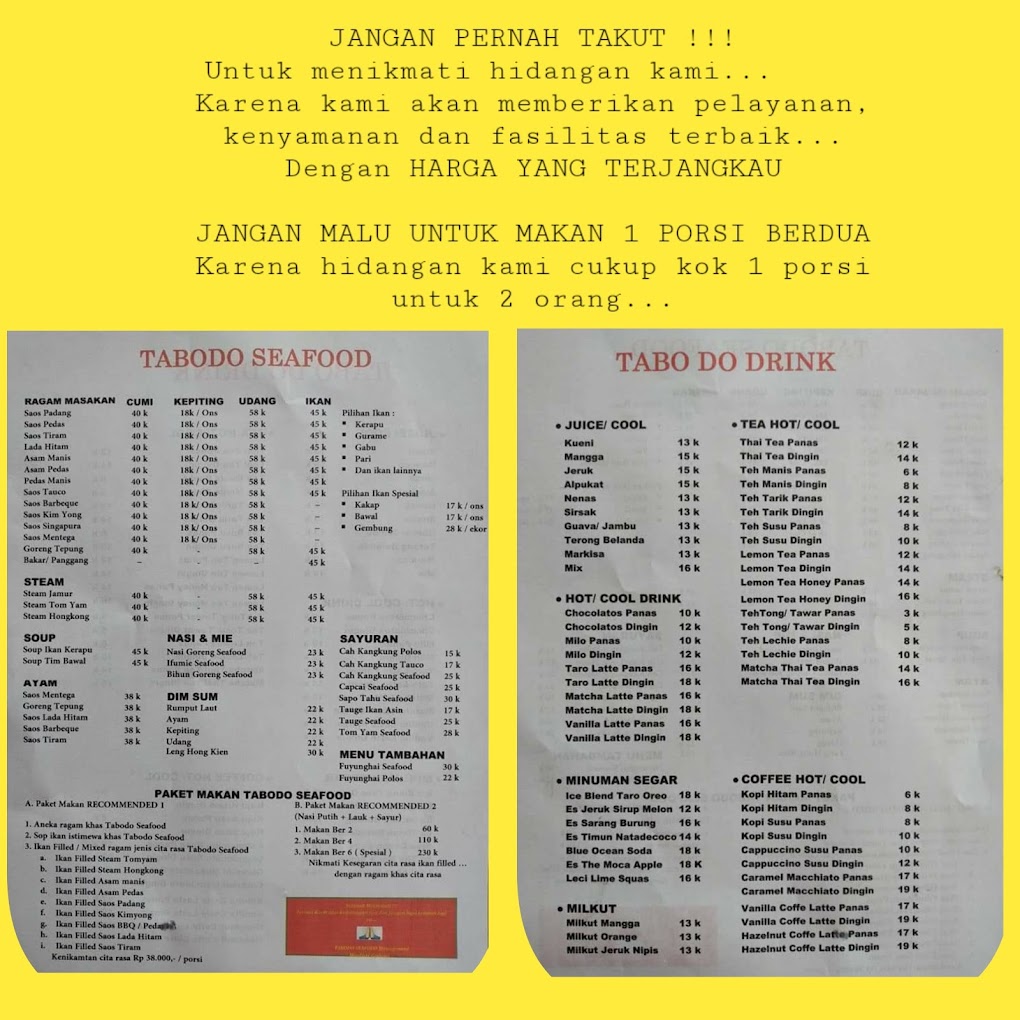 JANGAN PERNAH TAKUT !!!
Untuk menikmati hidangan kami...
Karena kami akan memberikan pelayanan,
kenyamanan dan fasilitas terbaik...
Dengan HARGA YANG TERJANGKAU
JANGAN MALU UNTUK MAKAN 1 PORSI BERDUA
Karena hidangan kami cukup kok 1 porsi
untuk 2 orang...
TABODO SEAFOOD
RAGAM MASAKAN CUMI KEPITING UDANG IKAN
Saos Padang 40 k 18k / Ons 58 k 45 k
Saos Pedas 40 k 18k / Ons 58 k 45 k
Saos Tiram 40 k 18k / Ons 58 k 45 k
Lada Hitam 40 k 18k / Ons 58 k 45 k
Asam Manis 40 k 18k / Ons 58 k 45 k
Asam Pedas 40 k 18k / Ons 58 k 45 k
Pedas Manis 40 k 18k / Ons 58 k 45 k
Saos Tauco 40 k 18k / Ons 58 k 45 k
Saos Barbeque 40 k 18 k/ Ons 58 k –
Saos Kim Yong 40 k 18k / Ons 58 k –
Saos Singapura 40 k 18k / Ons 58 k –
Saos Mentega 40 k 18 k/ Ons 58 k –
Goreng Tepung 40 k - 58 k 45 k
Bakar/ Panggang – - – 45 k
Pilihan Ikan :
▪ Kerapu
▪ Gurame
▪ Gabu
▪ Pari
▪ Dan ikan lainnya
Pilihan Ikan Spesial
▪ Kakap 17 k / ons
▪ Bawal 17 k / ons
▪ Gembung 28 k / ekor
STEAM
Steam Jamur 40 k - 58 k 45 k
Steam Tom Yam 40 k - 58 k 45 k
Steam Hongkong 40 k - 58 k 45 k
SOUP
Soup Ikan Kerapu 45 k
Soup Tim Bawal 45 k
AYAM
Saos Mentega 38 k
Goreng Tepung 38 k
Saos Lada Hitam 38 k
Saos Barbeque 38 k
Saos Tiram 38 k
NASI & MIE
Nasi Goreng Seafood 23 k
Ifumie Seafood 23 k
Bihun Goreng Seafood 23 k
DIM SUM
Rumput Laut 22 k
Ayam 22 k
Kepiting 22 k
Udang 22 k
Leng Hong Kien 30 k
SAYURAN
Cah Kangkung Polos 15 k
Cah Kangkung Tauco 17 k
Cah Kangkung Seafood 25 k
Capcai Seafood 25 k
Sapo Tahu Seafood 30 k
Tauge Ikan Asin 17 k
Tauge Seafood 25 k
Tom Yam Seafood 28 k
MENU TAMBAHAN
Fuyunghai Seafood 30 k
Fuyunghai Polos 22 k
PAKET MAKAN TABODO SEAFOOD
A. Paket Makan RECOMMENDED 1
1. Aneka ragam khas Tabodo Seafood
2. Sop ikan istimewa khas Tabodo Seafood
3. Ikan Filled / Mixed ragam jenis cita rasa Tabodo Seafood
a. Ikan Filled Steam Tomyam
b. Ikan Filled Steam Hongkong
c. Ikan Filled Asam manis
d. Ikan Filled Asam Pedas
e. Ikan Filled Saos Padang
f. Ikan Filled Saos Kimyong
g. Ikan Filled Saos BBQ / Pedas
h. Ikan Filled Saos Lada Hitam
i. Ikan Filled Saos Tiram
Kenikamtan cita rasa Rp 38.000,- / porsi
B. Paket Makan RECOMMENDED 2
(Nasi Putih + Lauk + Sayur)
1. Makan Ber 2 60 k
2. Makan Ber 4 110 k
3. Makan Ber 6 ( Spesial ) 230 k
Nikmati Kesegaran cita rasa ikan filled ...
dengan ragam khas cita rasa
TABO DO DRINK
● JUICE/ COOL
Kueni 13 k
Mangga 15 k
Jeruk 15 k
Alpukat 15 k
Nenas 13 k
Sirsak 13 k
Guava/ Jambu 13 k
Terong Belanda 13 k
Markisa 13 k
Mix 16 k
● HOT/ COOL DRINK
Chocolatos Panas 10 k
Chocolatos Dingin 12 k
Milo Panas 10 k
Milo Dingin 12 k
Taro Latte Panas 16 k
Taro Latte Dingin 18 k
Matcha Latte Panas 16 k
Matcha Latte Dingin 18 k
Vanilla Latte Panas 16 k
Vanilla Latte Dingin 18 k
● MINUMAN SEGAR
Ice Blend Taro Oreo 18 k
Es Jeruk Sirup Melon 12 k
Es Sarang Burung 16 k
Es Timun Natadecoco 14 k
Blue Ocean Soda 18 k
Es The Moca Apple 18 K
Leci Lime Squas 16 k
● MILKUT
Milkut Mangga 13 k
Milkut Orange 13 k
Milkut Jeruk Nipis 13 k
● TEA HOT/ COOL
Thai Tea Panas 12 k
Thai Tea Dingin 14 k
Teh Manis Panas 6 k
Teh Manis Dingin 8 k
Teh Tarik Panas 12 k
Teh Tarik Dingin 14 k
Teh Susu Panas 8 k
Teh Susu Dingin 10 k
Lemon Tea Panas 12 k
Lemon Tea Dingin 14 k
Lemon Tea Honey Panas 14 k
Lemon Tea Honey Dingin 16 k
TehTong/ Tawar Panas 3 k
Teh Tong/ Tawar Dingin 5 k
Teh Lechie Panas 8 k
Teh Lechie Dingin 10 k
Matcha Thai Tea Panas 14 k
Matcha Thai Tea Dingin 16 k
● COFFEE HOT/ COOL
Kopi Hitam Panas 6 k
Kopi Hitam Dingin 8 k
Kopi Susu Panas 8 k
Kopi Susu Dingin 10 k
Cappuccino Susu Panas 10 k
Cappuccino Susu Dingin 12 k
Caramel Macchiato Panas 17 k
Caramel Macchiato Dingin 19 k
Vanilla Coffe Latte Panas 17 k
Vanilla Coffe Latte Dingin 19 k
Hazelnut Coffe Latte Panas 17 k
Hazelnut Coffe Latte Dingin 19 k